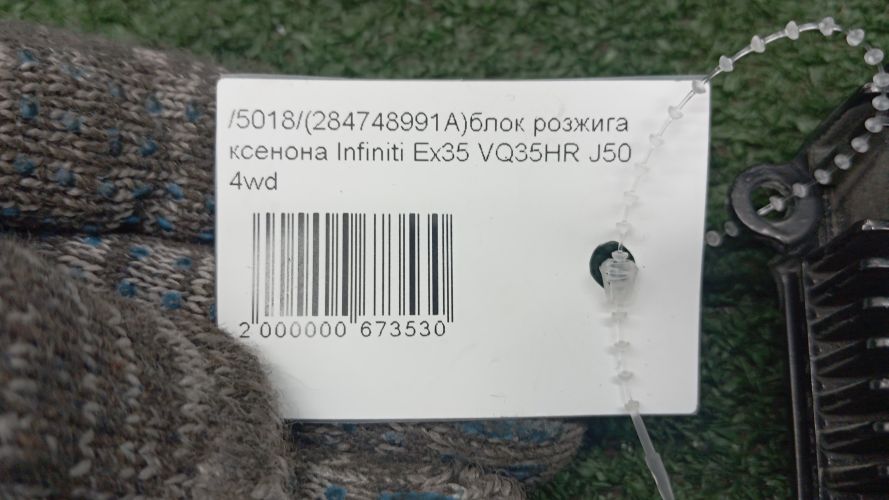 /5018/(284748991A)блок розжига
ксенона Infiniti Ex35 VQ35HR J50
4wd
2 000000 673530